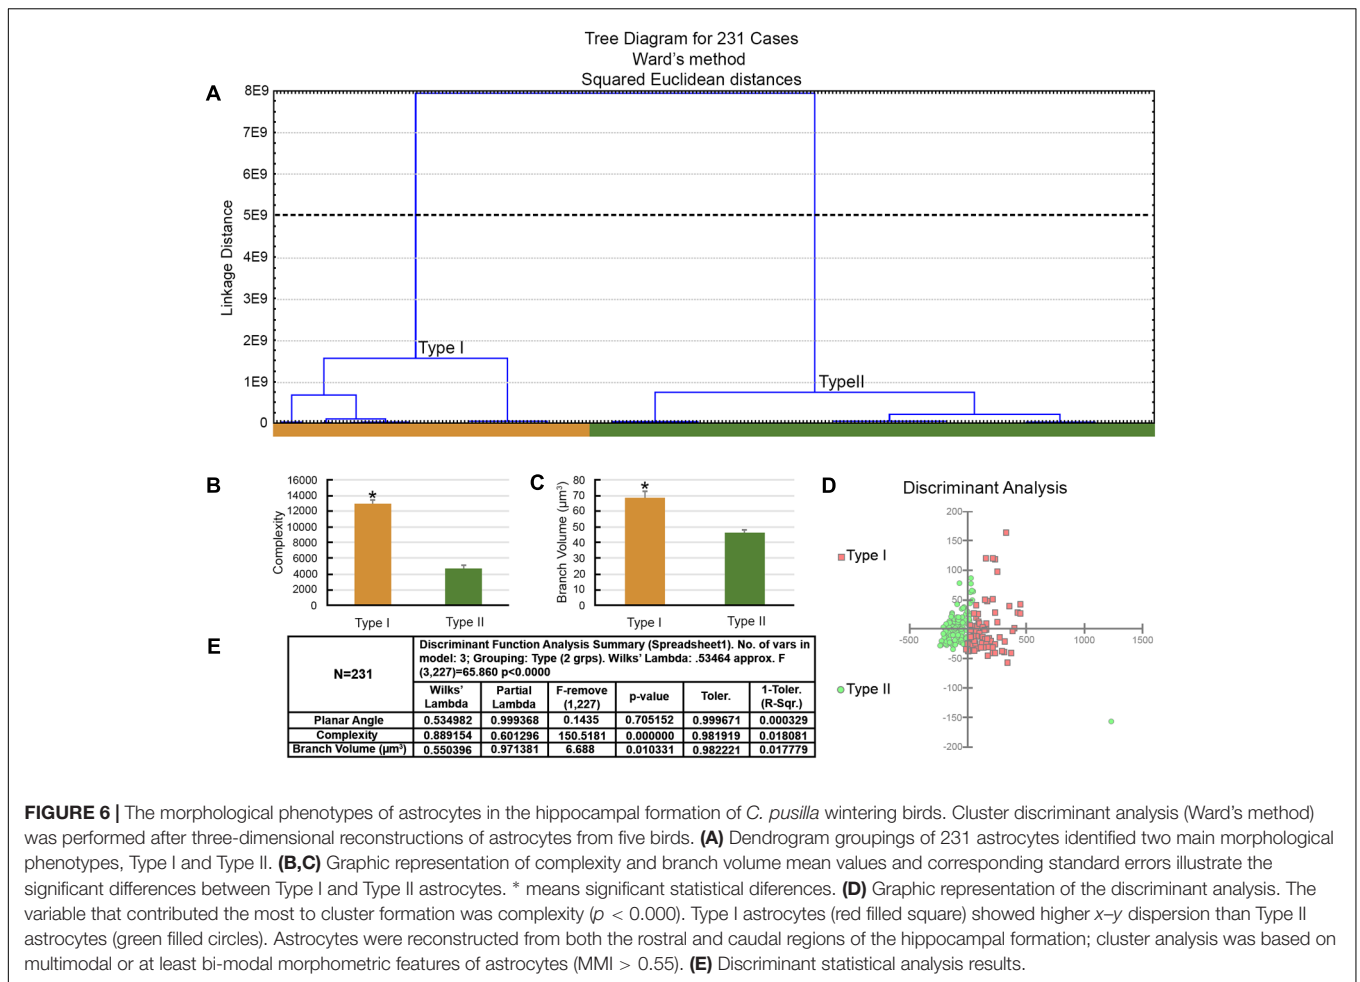 Tree Diagram for 231 Cases
Ward's method
Squared Euclidean distances
A
8E9
7E9
6E9
5E9
4E9
3E9
2E9
1E9
0
Linkage Distance
Type I
TypeII
B
16000
14000
12000
10000
8000
6000
4000
2000
0
Complexity
*
Type I
Type II
C
80
70
60
50
40
30
20
10
0
Branch Volume (µm³)
*
Type I
Type II
D
Discriminant Analysis
Type I
Type II
200
150
100
50
-50
-100
-150
-200
-500
0
500
1000
1500
E
N=231
Discriminant Function Analysis Summary (Spreadsheet1). No. of vars in
model: 3; Grouping: Type (2 grps). Wilks' Lambda: .53464 approx. F
(3,227)=65.860 p<0.0000
Wilks' Lambda Partial Lambda F-remove (1,227) p-value Toler. 1-Toler. (R-Sqr.)
Planar Angle 0.534982 0.999368 0.1435 0.705152 0.999671 0.000329
Complexity 0.889154 0.601296 150.5181 0.000000 0.981919 0.018081
Branch Volume (µm³) 0.550396 0.971381 6.688 0.010331 0.982221 0.017779
FIGURE 6 | The morphological phenotypes of astrocytes in the hippocampal formation of C. pusilla wintering birds. Cluster discriminant analysis (Ward's method)
was performed after three-dimensional reconstructions of astrocytes from five birds. (A) Dendrogram groupings of 231 astrocytes identified two main morphological
phenotypes, Type I and Type II. (B,C) Graphic representation of complexity and branch volume mean values and corresponding standard errors illustrate the
significant differences between Type I and Type II astrocytes. * means significant statistical diferences. (D) Graphic representation of the discriminant analysis. The
variable that contributed the most to cluster formation was complexity (p < 0.000). Type I astrocytes (red filled square) showed higher x–y dispersion than Type II
astrocytes (green filled circles). Astrocytes were reconstructed from both the rostral and caudal regions of the hippocampal formation; cluster analysis was based on
multimodal or at least bi-modal morphometric features of astrocytes (MMI > 0.55). (E) Discriminant statistical analysis results.